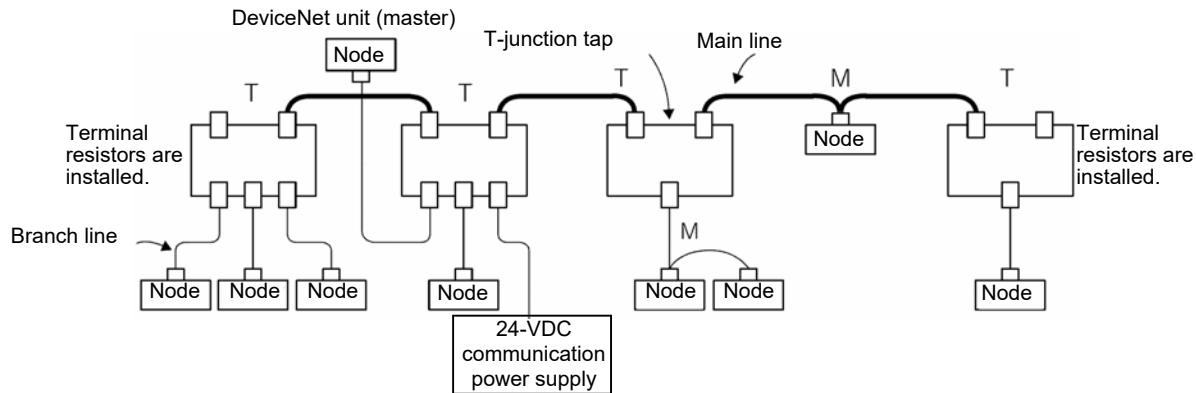 DeviceNet unit (master)
Node
T-junction tap
Main line
T
T
T
M
T
Terminal
resistors are
installed.
Node
Terminal
resistors are
installed.
Branch line
M
Node
Node
Node
Node
Node
Node
Node
24-VDC
communication
power supply